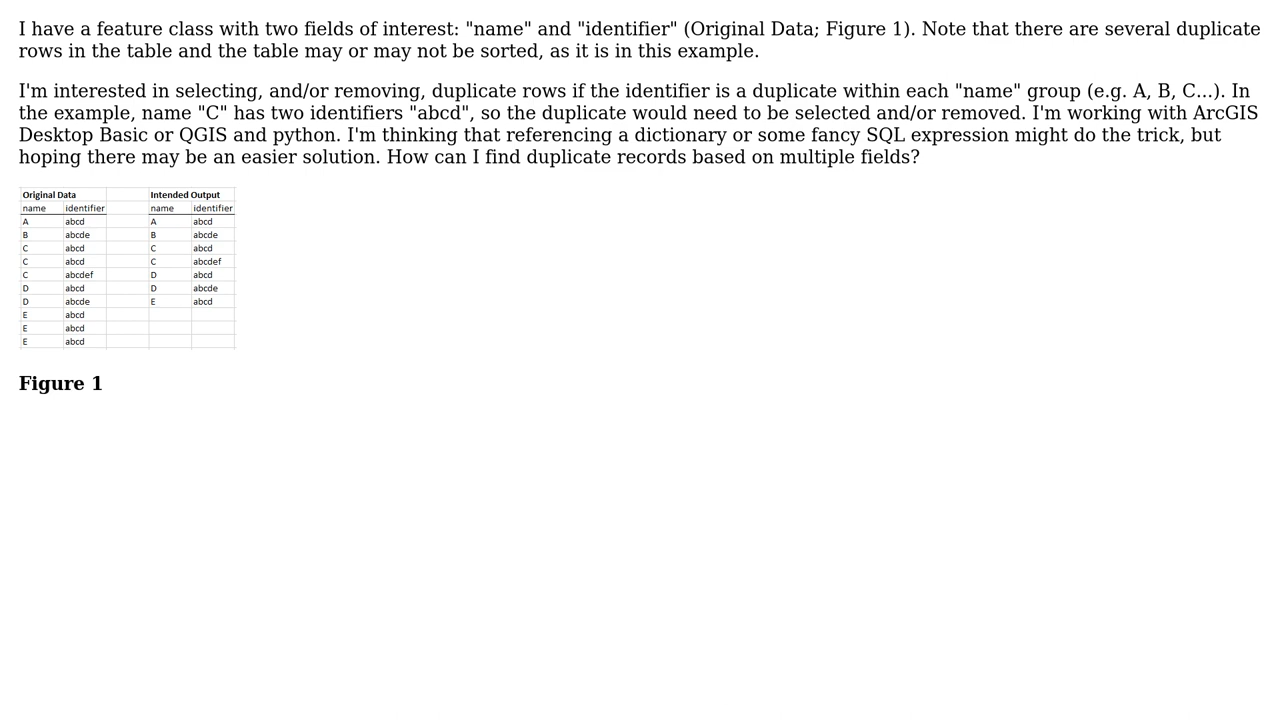 I have a feature class with two fields of interest: "name" and "identifier" (Original Data; Figure 1). Note that there are several duplicate
rows in the table and the table may or may not be sorted, as it is in this example.
I'm interested in selecting, and/or removing, duplicate rows if the identifier is a duplicate within each "name" group (e.g. A, B, C...). In
the example, name "C" has two identifiers "abcd", so the duplicate would need to be selected and/or removed. I'm working with ArcGIS
Desktop Basic or QGIS and python. I'm thinking that referencing a dictionary or some fancy SQL expression might do the trick, but
hoping there may be an easier solution. How can I find duplicate records based on multiple fields?
Original Data Intended Output
name identifier name identifier
A abcd A abcd
B abcde B abcde
C abcd C abcd
C abcd C abcdef
C abcdef D abcd
D abcd D abcde
D abcde E abcd
E abcd
E abcd
E abcd
Figure 1